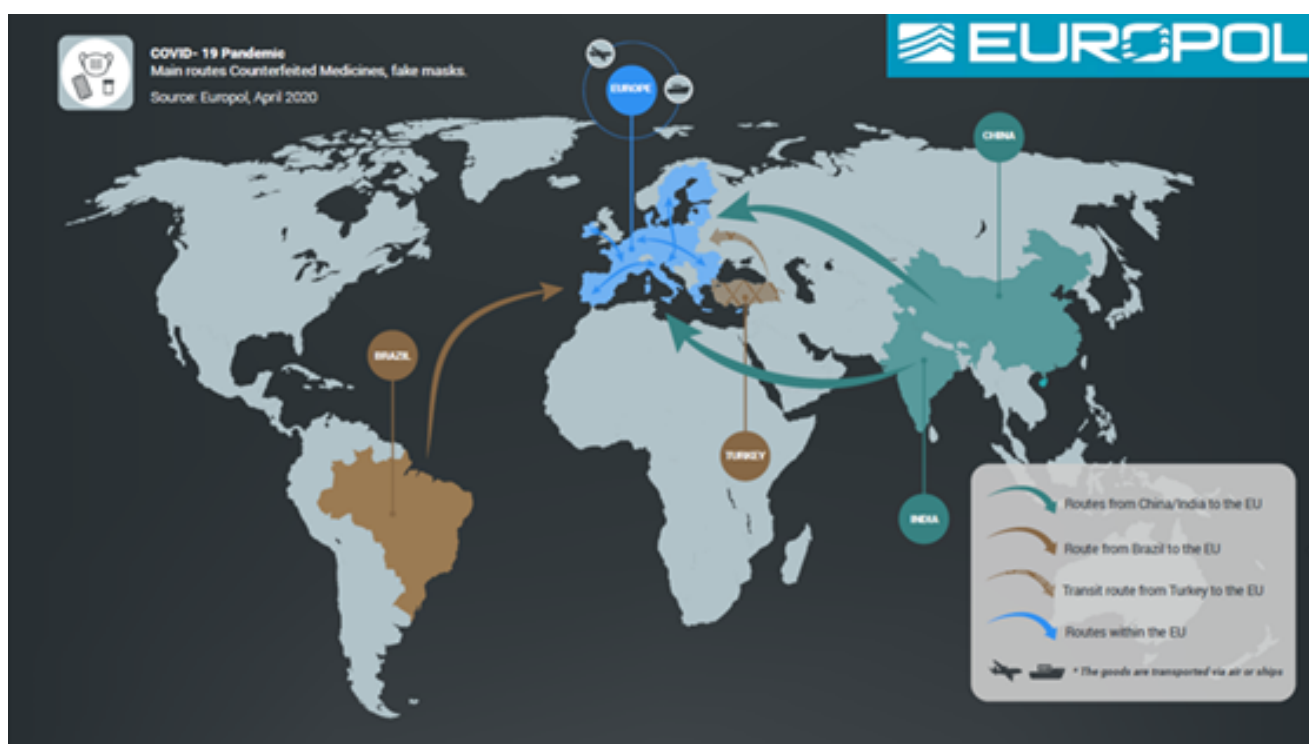 COVID- 19 Pandemic
Main routes Counterfeited Medicines, fake masks.
Source: Europol, April 2020
EUROPOL
EUROPE
CHINA
BRAZIL
TURKEY
INDIA
Routes from China/India to the EU
Route from Brazil to the EU
Transit route from Turkey to the EU
Routes within the EU
* The goods are transported via air or ships